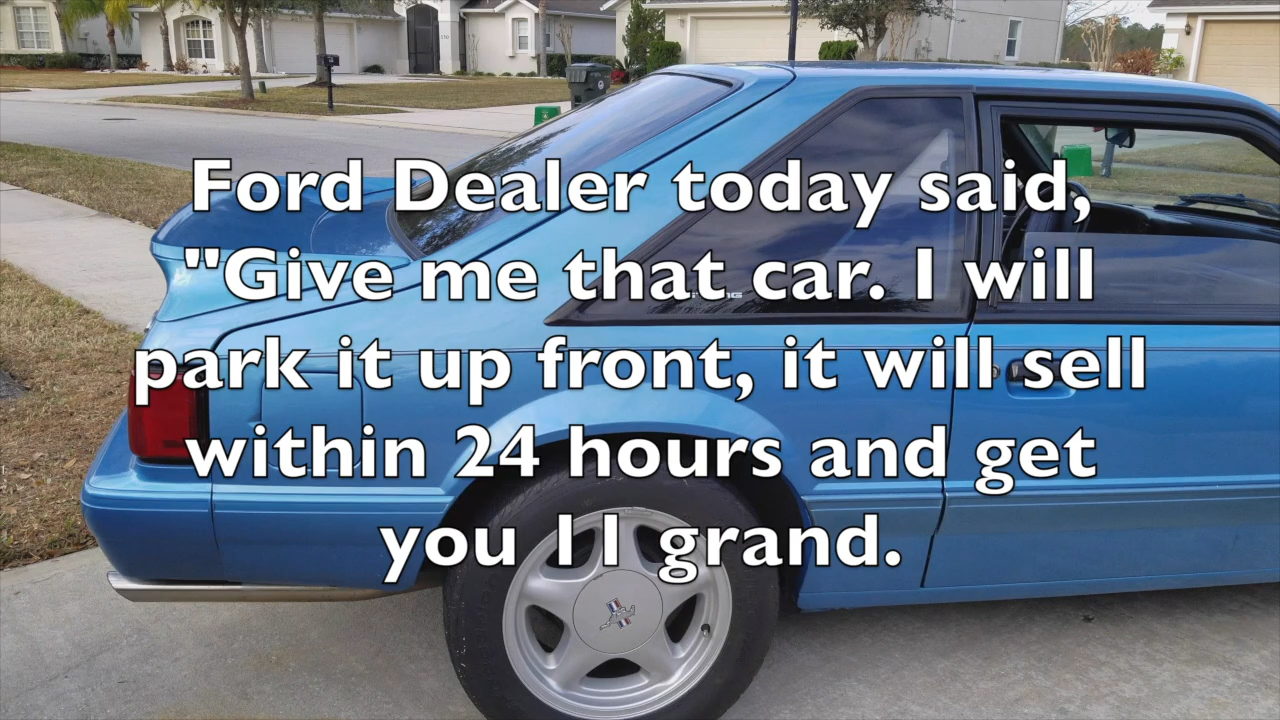 Ford Dealer today said,
"Give me that car. I will
park it up front, it will sell
within 24 hours and get
you 11 grand.